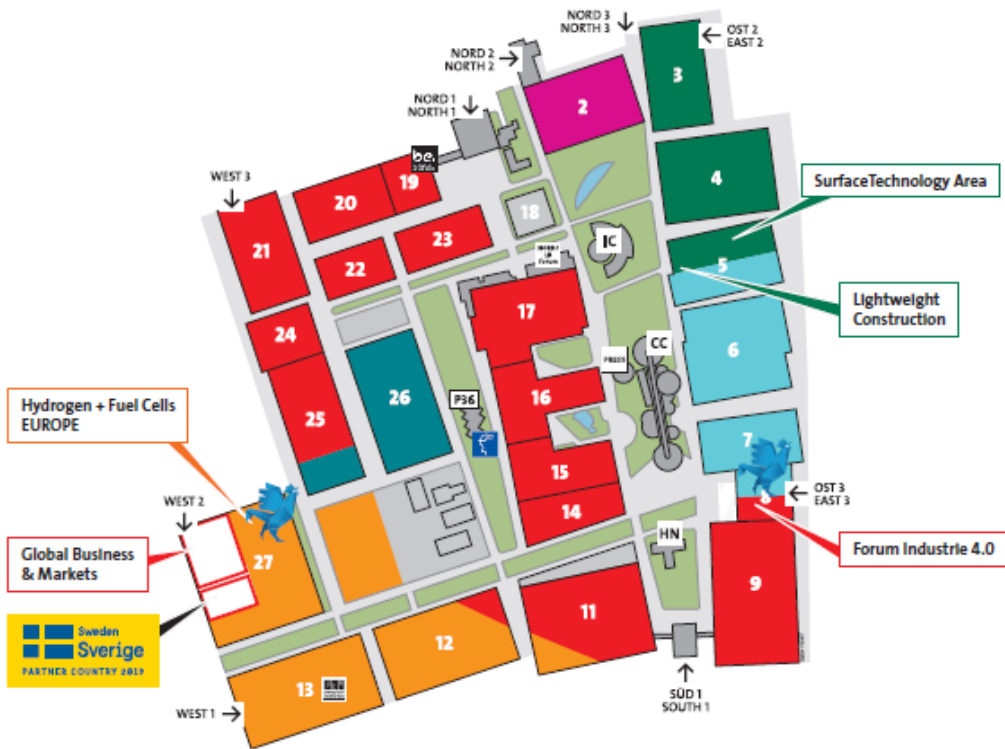 NORD 3
NORTH 3
OST 2
EAST 2
NORD 2
NORTH 2
3
2
NORD 1
NORTH 1
be.
WEST 3
19
20
4
SurfaceTechnology Area
18
21
23
IC
22
5
17
Lightweight
Construction
24
CC
6
PRESS
26
P36
16
Hydrogen + Fuel Cells
EUROPE
25
7
15
WEST 2
8
OST 3
EAST 3
14
HN
Global Business
& Markets
27
Forum Industrie 4.0
9
11
Sweden
Sverige
PARTNER COUNTRY 2019
12
13
SÜD 1
SOUTH 1
WEST 1